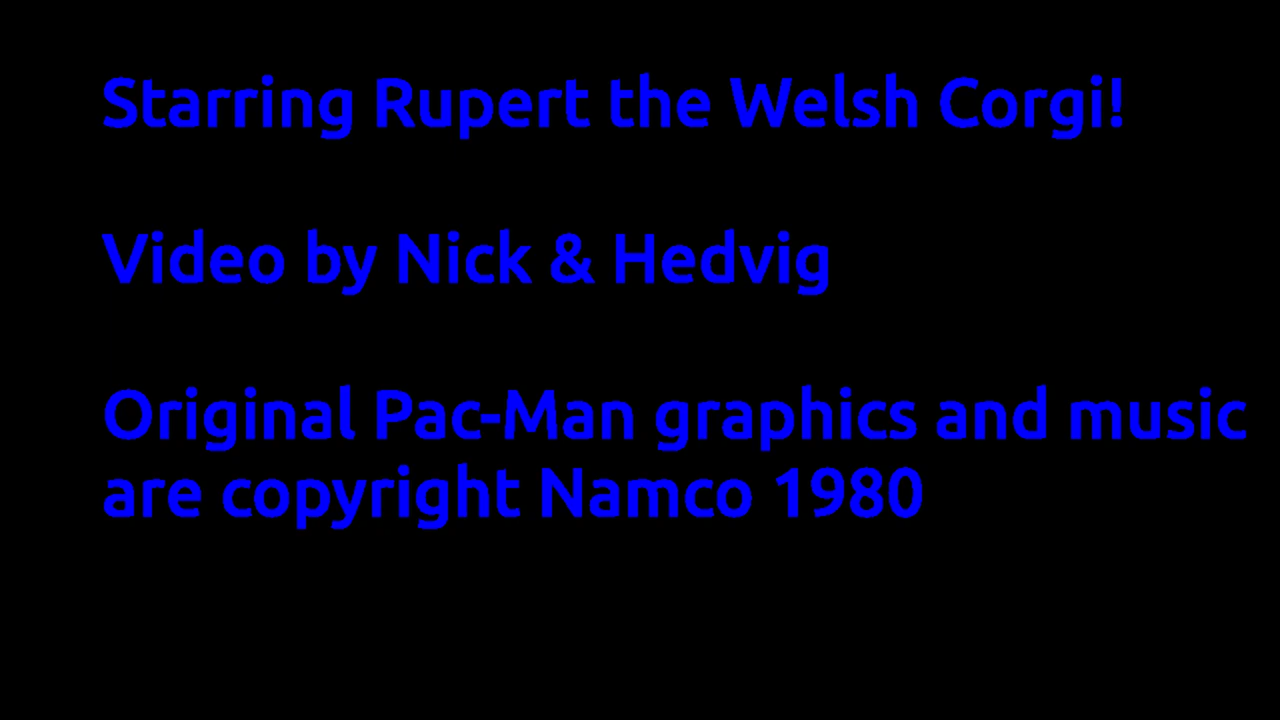 Starring Rupert the Welsh Corgi!
Video by Nick & Hedvig
Original Pac-Man graphics and music
are copyright Namco 1980